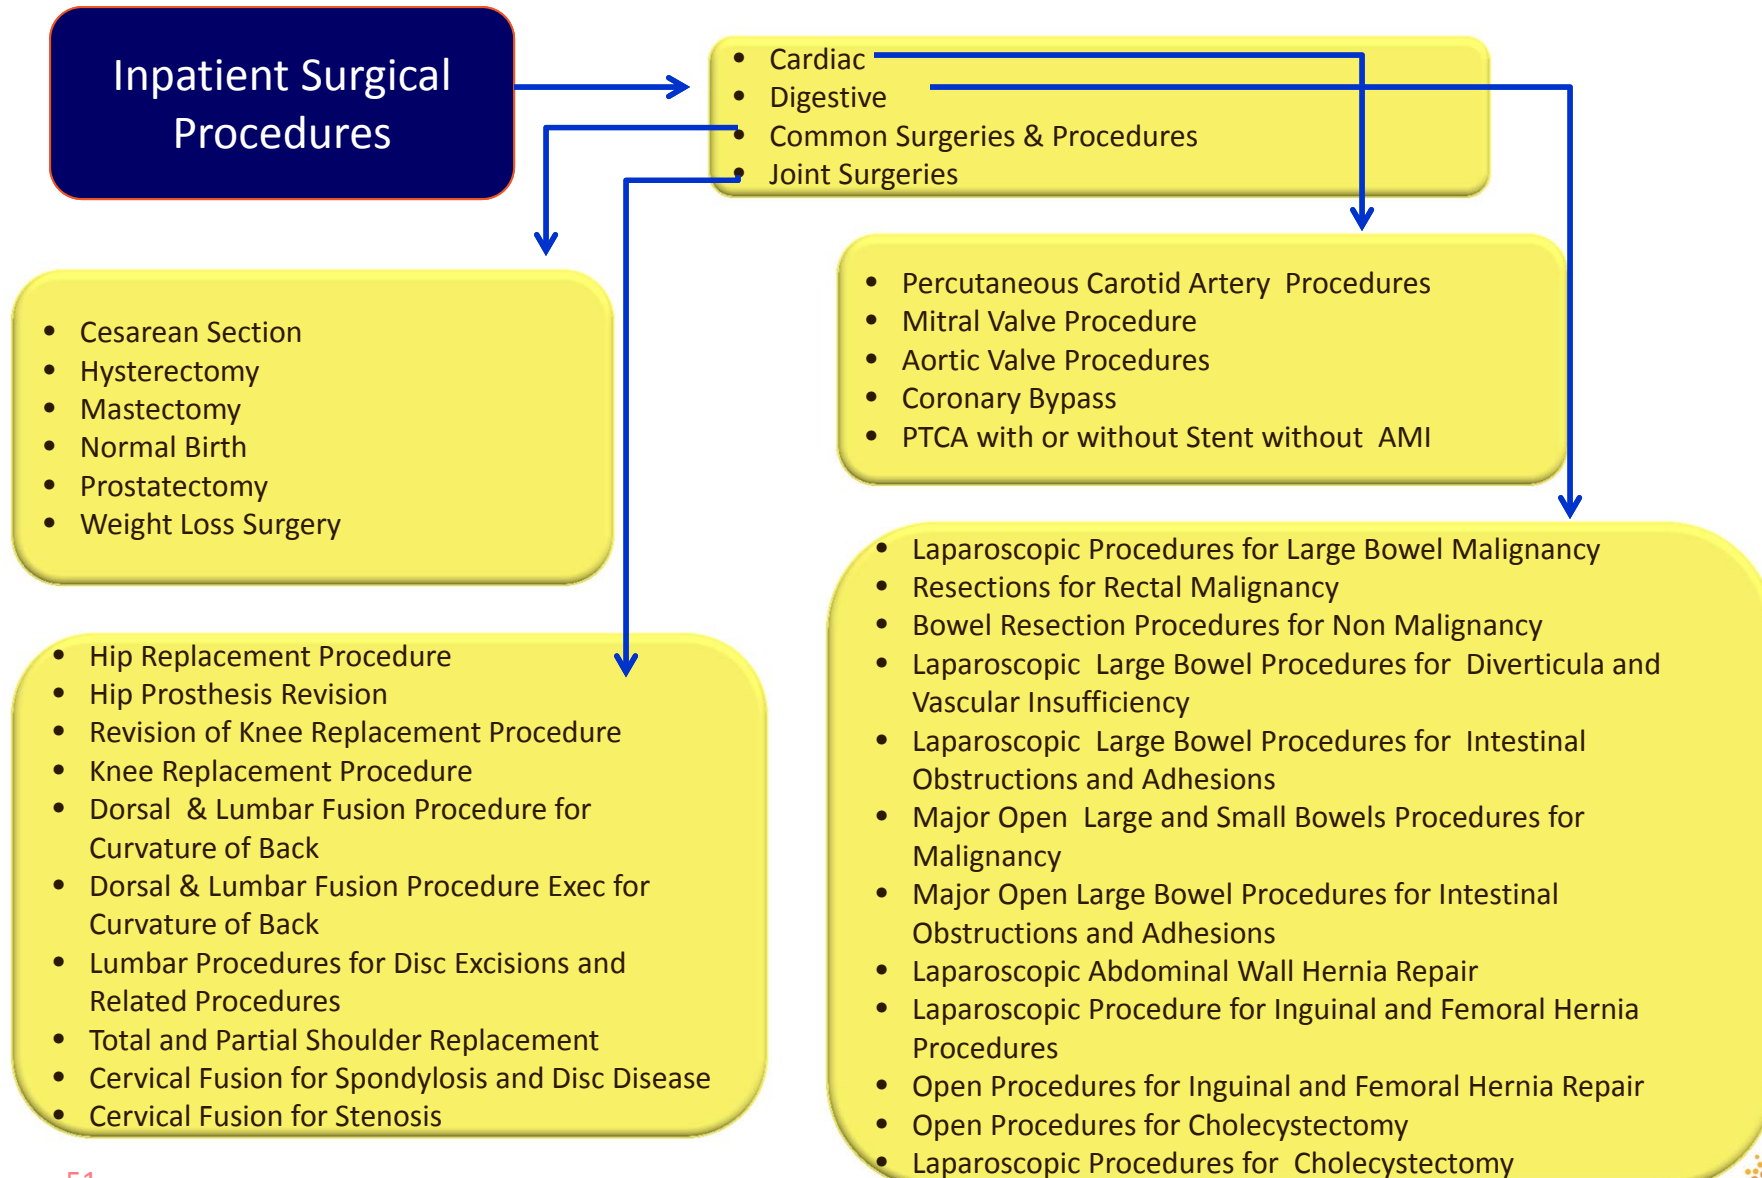 Inpatient Surgical
Procedures
• Cardiac
• Digestive
• Common Surgeries & Procedures
• Joint Surgeries
• Cesarean Section
• Hysterectomy
• Mastectomy
• Normal Birth
• Prostatectomy
• Weight Loss Surgery
• Percutaneous Carotid Artery Procedures
• Mitral Valve Procedure
• Aortic Valve Procedures
• Coronary Bypass
• PTCA with or without Stent without AMI
• Hip Replacement Procedure
• Hip Prosthesis Revision
• Revision of Knee Replacement Procedure
• Knee Replacement Procedure
• Dorsal & Lumbar Fusion Procedure for
Curvature of Back
• Dorsal & Lumbar Fusion Procedure Exec for
Curvature of Back
• Lumbar Procedures for Disc Excisions and
Related Procedures
• Total and Partial Shoulder Replacement
• Cervical Fusion for Spondylosis and Disc Disease
• Cervical Fusion for Stenosis
• Laparoscopic Procedures for Large Bowel Malignancy
• Resections for Rectal Malignancy
• Bowel Resection Procedures for Non Malignancy
• Laparoscopic Large Bowel Procedures for Diverticula and
Vascular Insufficiency
• Laparoscopic Large Bowel Procedures for Intestinal
Obstructions and Adhesions
• Major Open Large and Small Bowels Procedures for
Malignancy
• Major Open Large Bowel Procedures for Intestinal
Obstructions and Adhesions
• Laparoscopic Abdominal Wall Hernia Repair
• Laparoscopic Procedure for Inguinal and Femoral Hernia
Procedures
• Open Procedures for Inguinal and Femoral Hernia Repair
• Open Procedures for Cholecystectomy
• Laparoscopic Procedures for Cholecystectomy
51